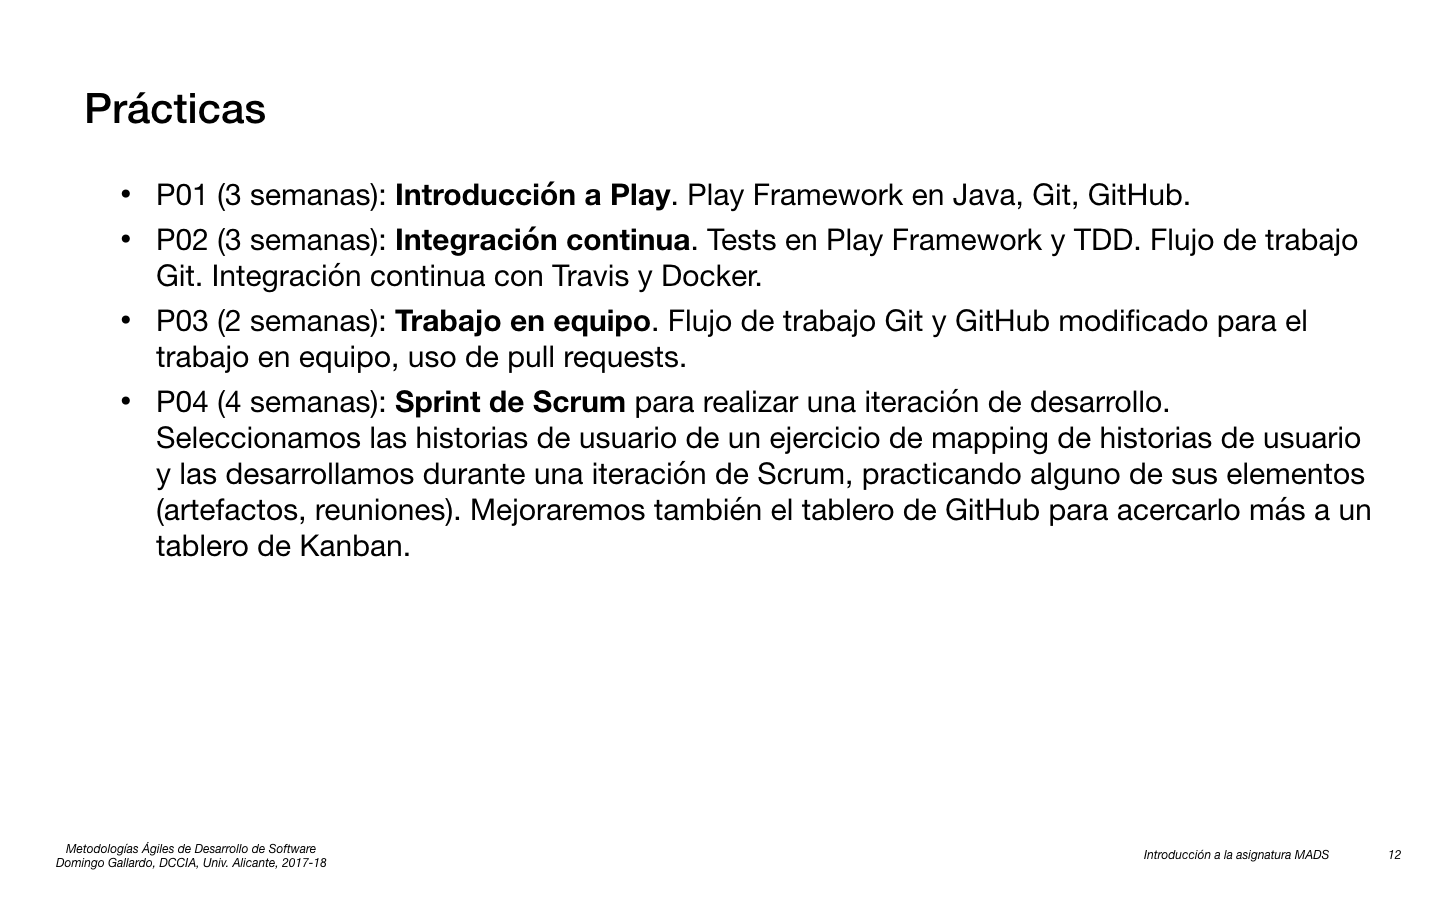 Prácticas
• P01 (3 semanas): Introducción a Play. Play Framework en Java, Git, GitHub.
• P02 (3 semanas): Integración continua. Tests en Play Framework y TDD. Flujo de trabajo
Git. Integración continua con Travis y Docker.
• P03 (2 semanas): Trabajo en equipo. Flujo de trabajo Git y GitHub modificado para el
trabajo en equipo, uso de pull requests.
• P04 (4 semanas): Sprint de Scrum para realizar una iteración de desarrollo.
Seleccionamos las historias de usuario de un ejercicio de mapping de historias de usuario
y las desarrollamos durante una iteración de Scrum, practicando alguno de sus elementos
(artefactos, reuniones). Mejoraremos también el tablero de GitHub para acercarlo más a un
tablero de Kanban.
Metodologías Ágiles de Desarrollo de Software
Domingo Gallardo, DCCIA, Univ. Alicante, 2017-18
Introducción a la asignatura MADS
12